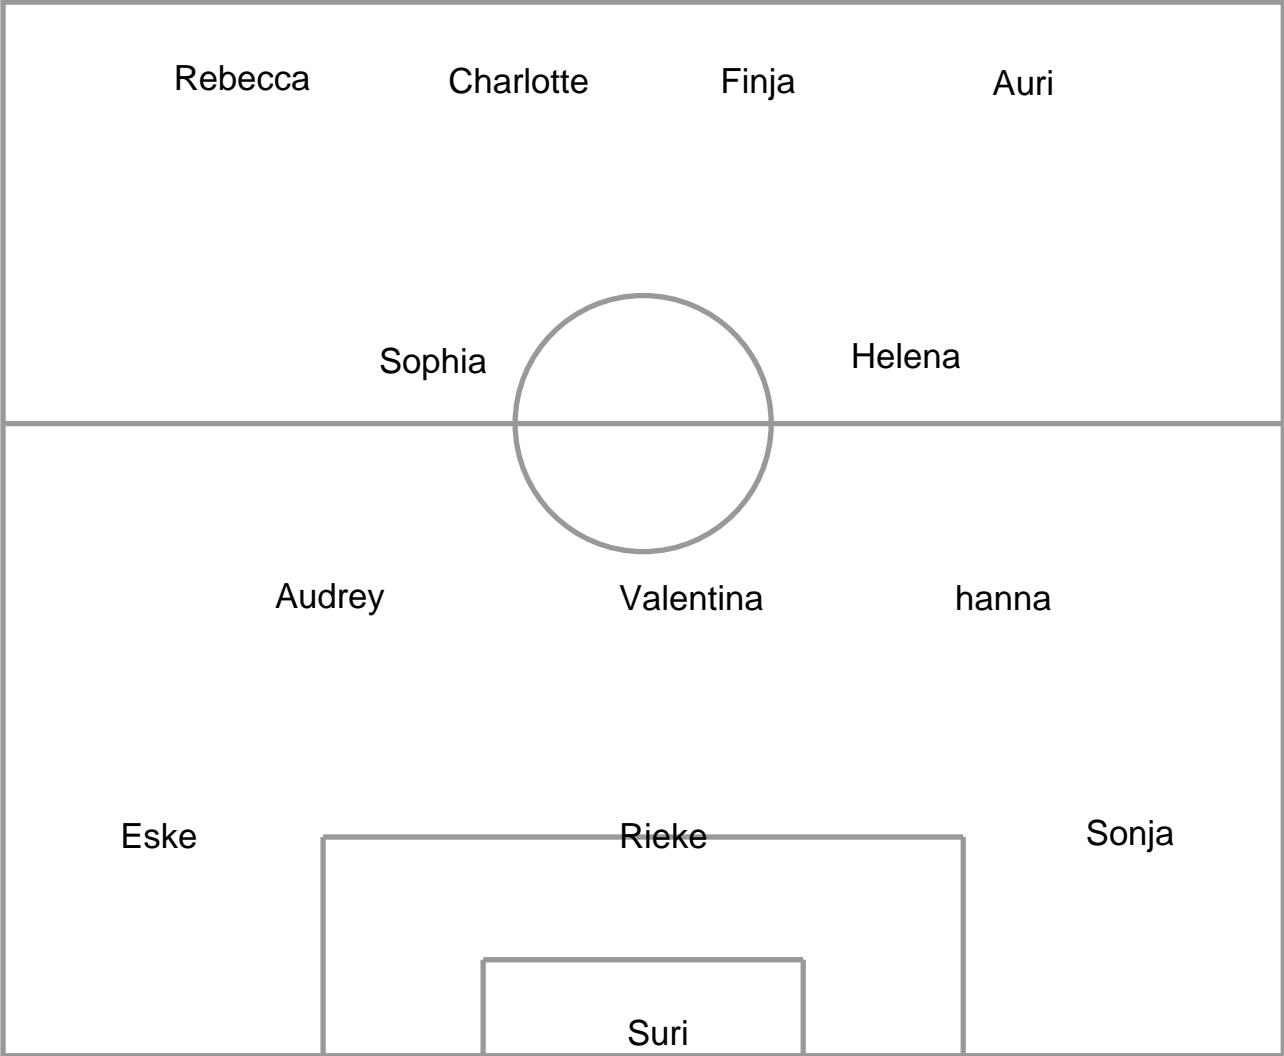 Rebecca Charlotte Finja Auri
Sophia Helena
Audrey Valentina hanna
Eske Rieke Sonja
Suri